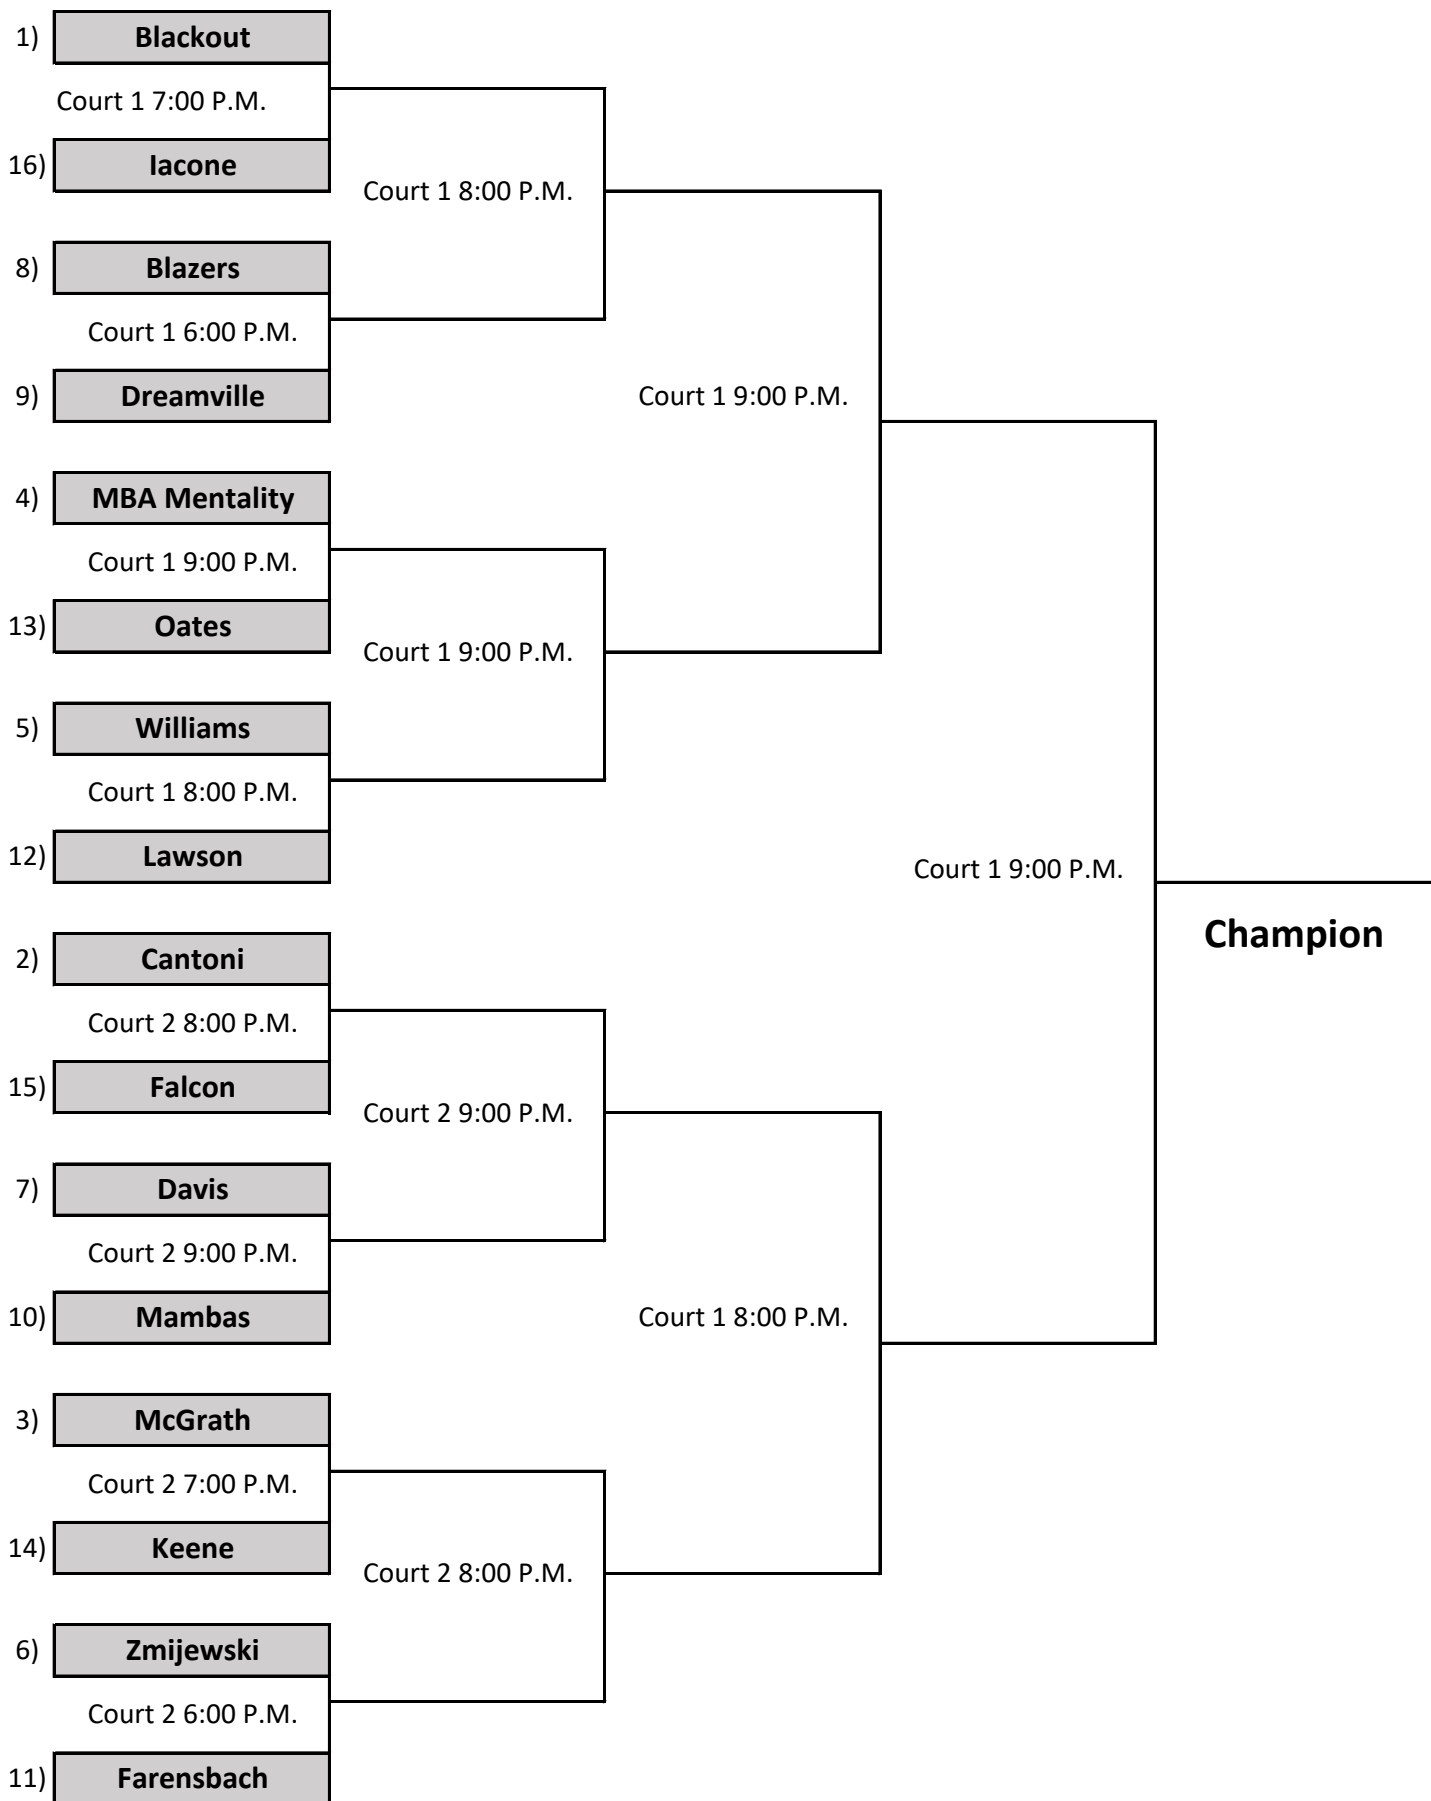 1) Blackout
Court 1 7:00 P.M.
16) Iacone
Court 1 8:00 P.M.
8) Blazers
Court 1 6:00 P.M.
9) Dreamville
Court 1 9:00 P.M.
4) MBA Mentality
Court 1 9:00 P.M.
13) Oates
Court 1 9:00 P.M.
5) Williams
Court 1 8:00 P.M.
12) Lawson
Court 1 9:00 P.M.
Champion
2) Cantoni
Court 2 8:00 P.M.
15) Falcon
Court 2 9:00 P.M.
7) Davis
Court 2 9:00 P.M.
10) Mambas
Court 1 8:00 P.M.
3) McGrath
Court 2 7:00 P.M.
14) Keene
Court 2 8:00 P.M.
6) Zmijewski
Court 2 6:00 P.M.
11) Farensbach